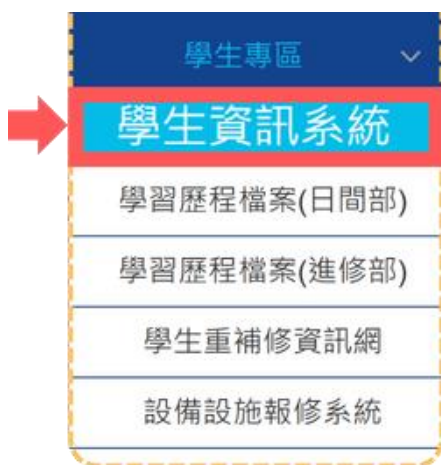 學生專區
學生資訊系統
學習歷程檔案(日間部)
學習歷程檔案(進修部)
學生重補修資訊網
設備設施報修系統